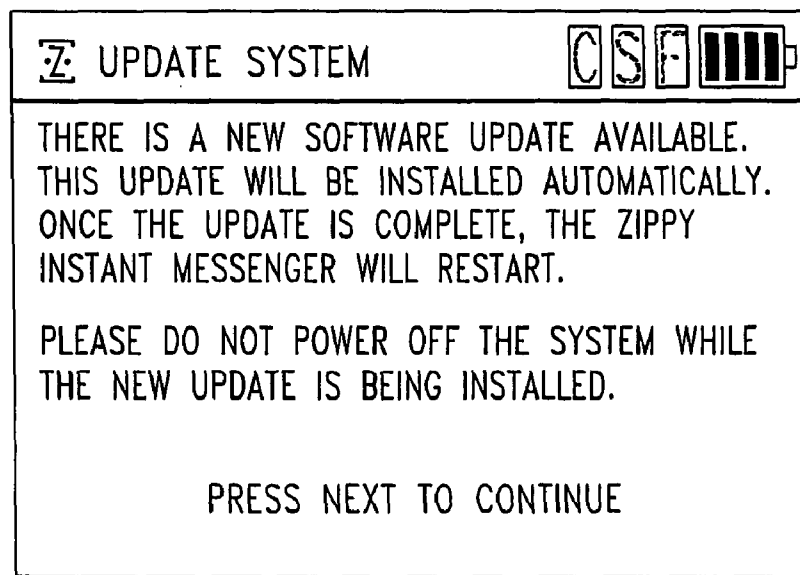 Z UPDATE SYSTEM C S F
THERE IS A NEW SOFTWARE UPDATE AVAILABLE.
THIS UPDATE WILL BE INSTALLED AUTOMATICALLY.
ONCE THE UPDATE IS COMPLETE, THE ZIPPY
INSTANT MESSENGER WILL RESTART.
PLEASE DO NOT POWER OFF THE SYSTEM WHILE
THE NEW UPDATE IS BEING INSTALLED.
PRESS NEXT TO CONTINUE